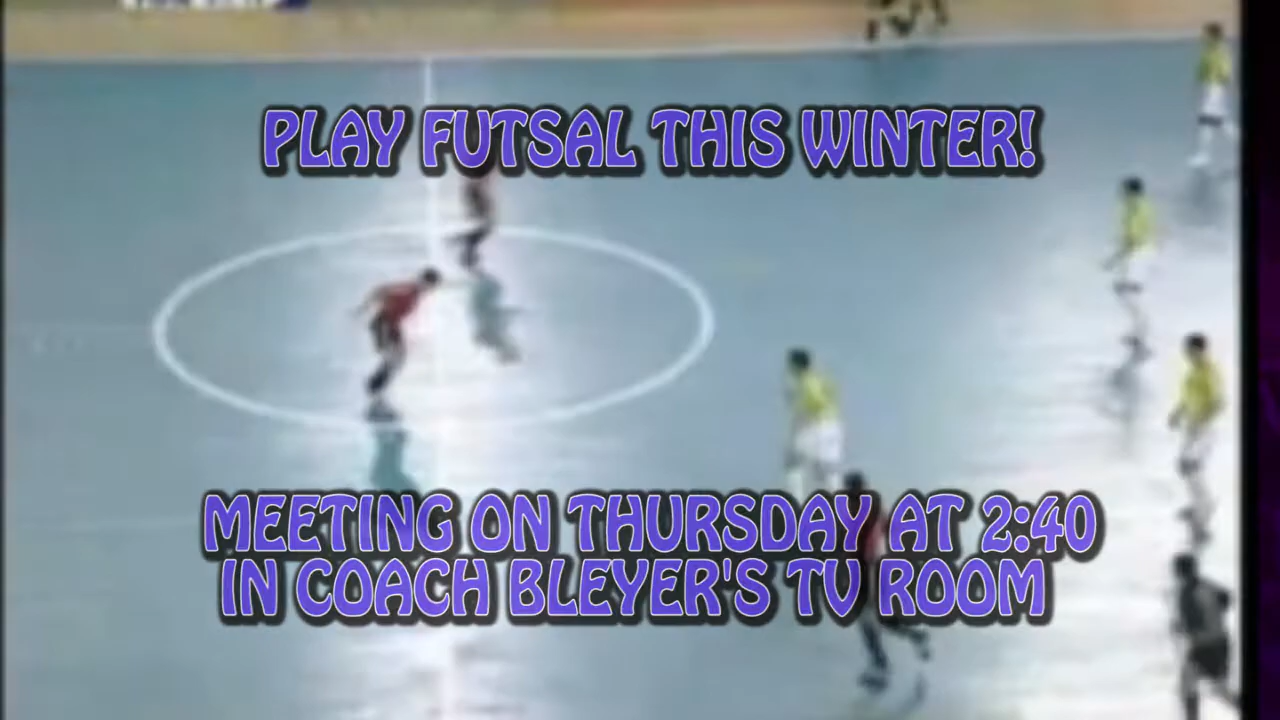 PLAY FUTSAL THIS WINTER!
MEETING ON THURSDAY AT 2:40
IN COACH BLEYER'S TV ROOM